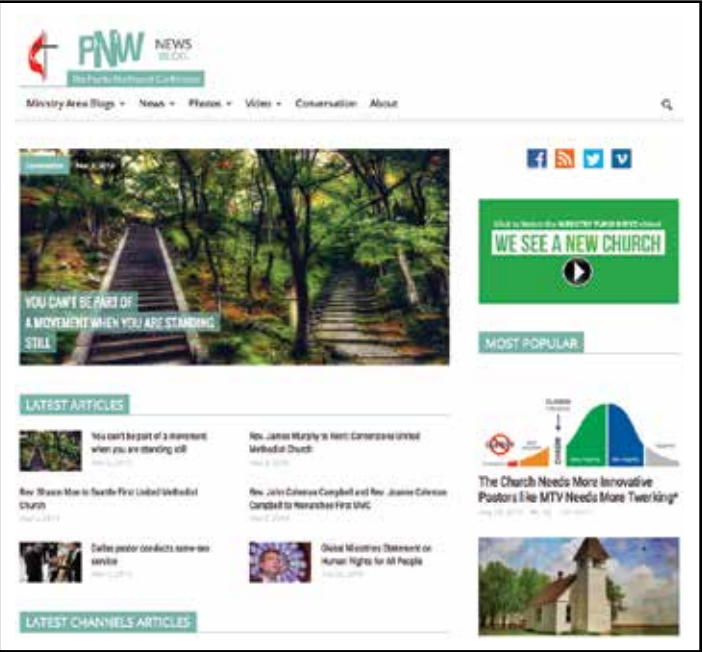 PNW NEWS
BLOG
The Pacific Northwest Conference
Ministry Area Blogs News Photos Video Conversation About
YOU CAN'T BE PART OF
A MOVEMENT WHEN YOU ARE STANDING
STILL
WE SEE A NEW CHURCH
MOST POPULAR
LATEST ARTICLES
You can't be part of a movement
when you are standing still
Rev. James Murphy to Kent: Cornerstone United
Methodist Church
Rev. Shawn to Seattle First United Methodist
Church
Rev. John Coleman Campbell and Rev. Joanne Coleman
Campbell to Wenatchee First UMC
Dallas pastor conducts same-sex
service
Global Ministries Statement on
Human Rights for All People
The Church Needs More Innovative
Pastors like MTV Needs More Twerking*
LATEST CHANNELS ARTICLES